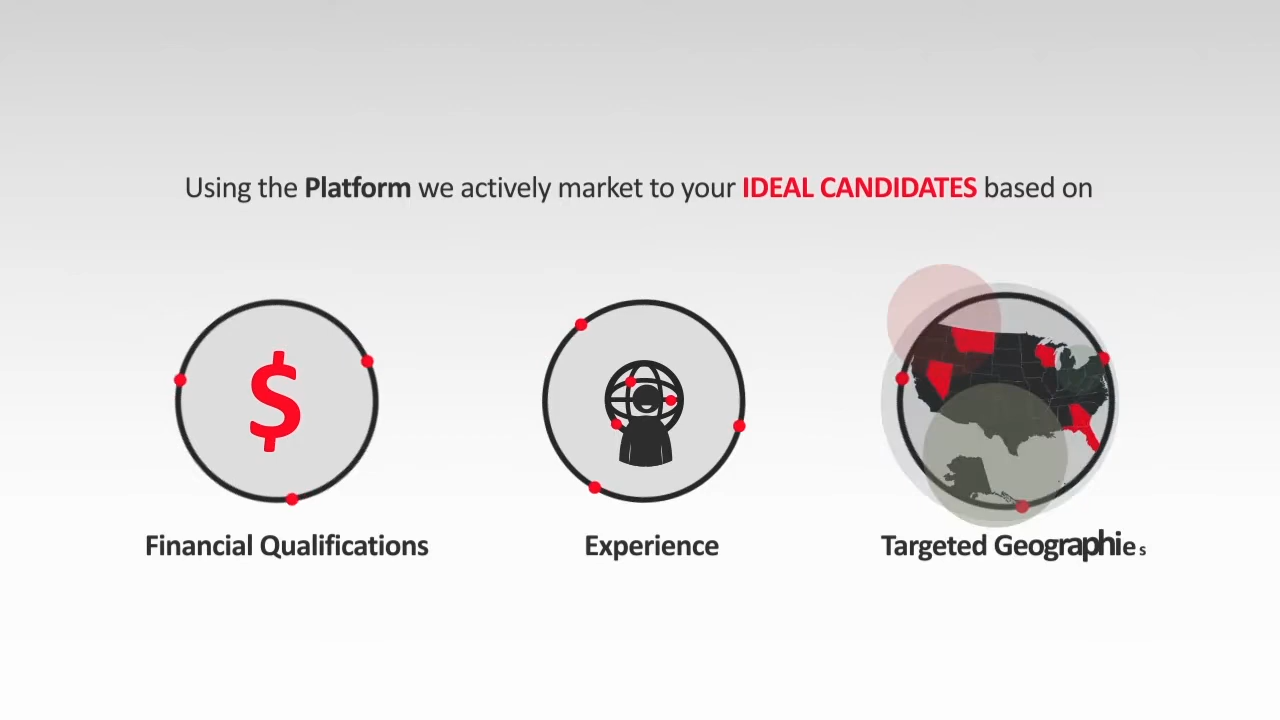 Using the Platform we actively market to your IDEAL CANDIDATES based on
$
Financial Qualifications
Experience
Targeted Geographies